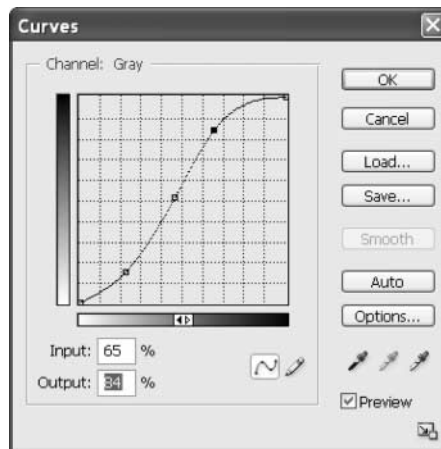 Curves
Channel: Gray
OK
Cancel
Load...
Save...
Smooth
Auto
Options...
Input: 65 %
Output: 84 %
Preview